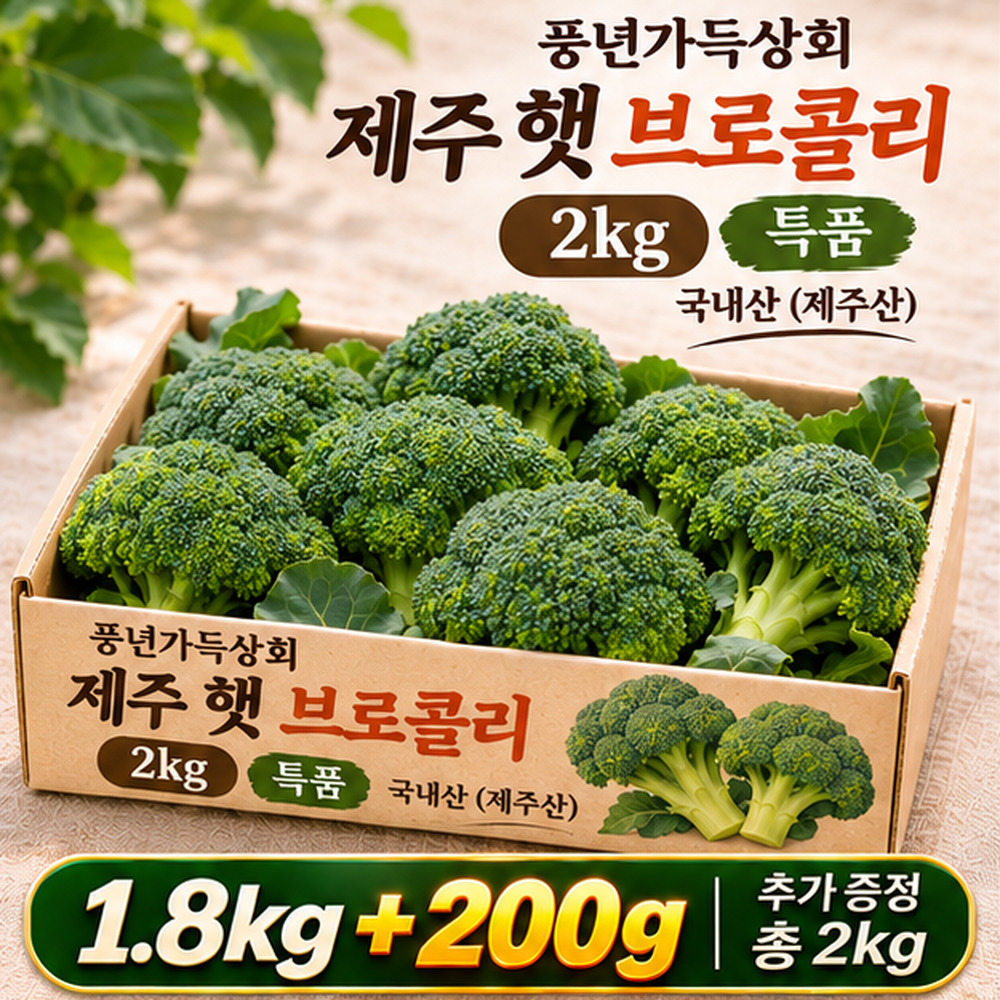 풍년가득상회
제주 햇 브로콜리
2kg 특품
국내산 (제주산)
풍년가득상회
제주 햇 브로콜리
2kg 특품 국내산 (제주산)
1.8kg+200g
추가 증정
총 2kg